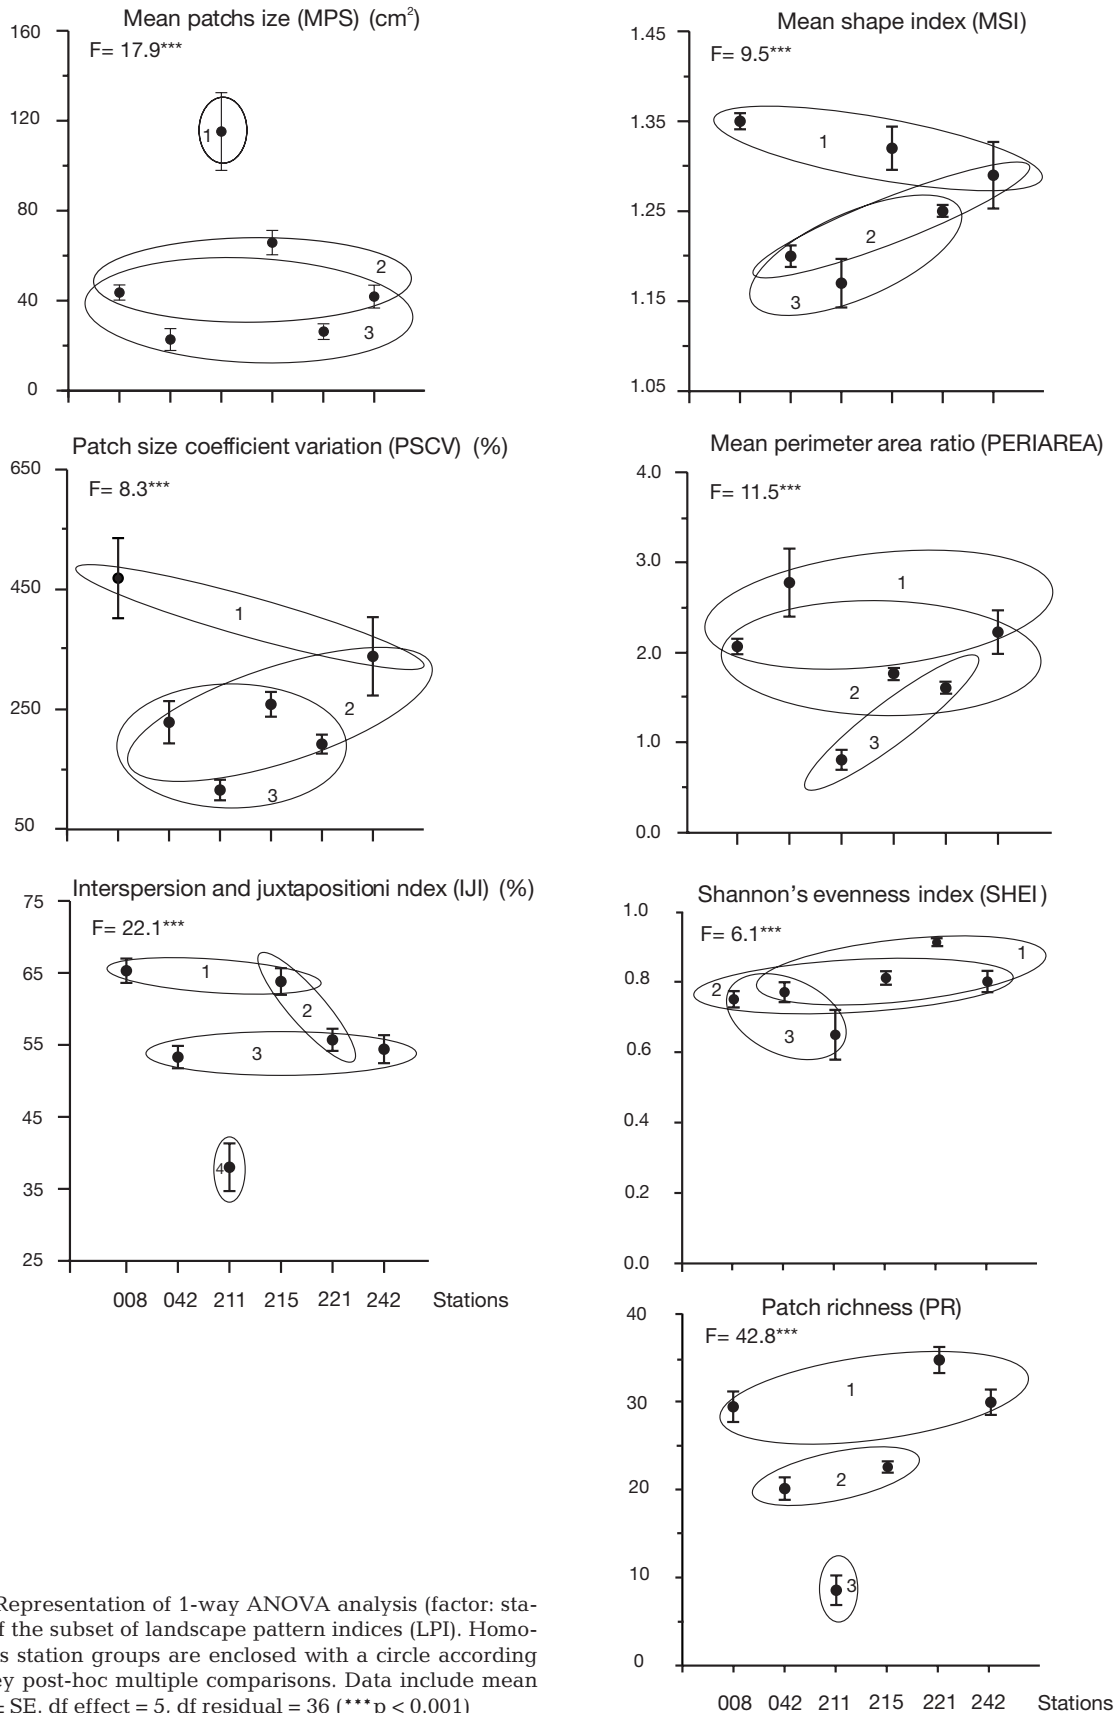 Mean patchs ize (MPS) (cm²)
F= 17.9***
160
120
80
40
0
1
2
3
Mean shape index (MSI)
F= 9.5***
1.45
1.35
1.25
1.15
1.05
1
2
3
Patch size coefficient variation (PSCV) (%)
F= 8.3***
650
450
250
50
1
2
3
Mean perimeter area ratio (PERIAREA)
F= 11.5***
4.0
3.0
2.0
1.0
0.0
1
2
3
Interspersion and juxtapositioni ndex (IJI) (%)
F= 22.1***
75
65
55
45
35
25
1
2
3
4
008 042 211 215 221 242 Stations
Shannon's evenness index (SHEI)
F= 6.1***
1.0
0.8
0.6
0.4
0.2
0.0
1
2
3
Patch richness (PR)
F= 42.8***
40
30
20
10
0
1
2
3
008 042 211 215 221 242 Stations
Representation of 1-way ANOVA analysis (factor: sta-
f the subset of landscape pattern indices (LPI). Homo-
s station groups are enclosed with a circle according
ey post-hoc multiple comparisons. Data include mean
± SE. df effect = 5. df residual = 36 (***p < 0.001)